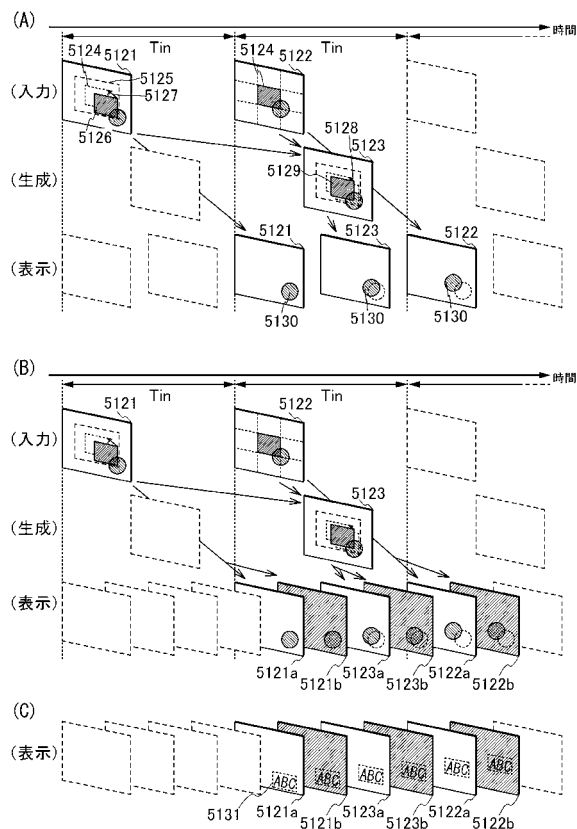 (A)
時間
Tin Tin
5124 5121 5124 5122
(入力) 5125
5127
5126 5128
5123
(生成) 5129
5121 5123 5122
(表示)
5130 5130 5130
(B)
時間
Tin Tin
5121 5122
(入力)
5123
(生成)
(表示)
5121a 5123a 5122a
5121b 5123b 5122b
(C)
(表示) ABC ABC ABC ABC ABC ABC
5131 5121a 5123a 5122a
5121b 5123b 5122b